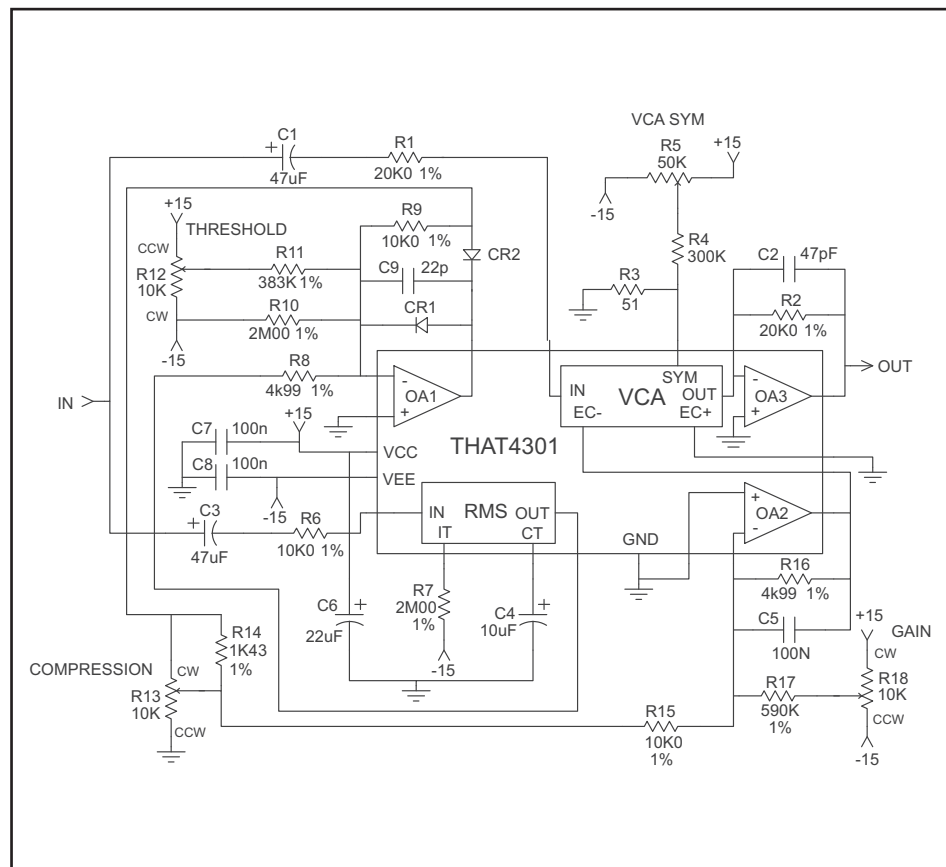 VCA SYM
C1
+
47uF
R1
20K0 1%
R5
50K
+15
-15
+15
THRESHOLD
CCW
R12
10K
CW
-15
R11
383K 1%
R10
2M00 1%
R9
10K0 1%
C9 22p
CR1
CR2
R4
300K
R3
51
C2 47pF
R2
20K0 1%
R8
4k99 1%
IN
-
+
OA1
IN
EC-
VCA
SYM
OUT
EC+
-
+
OA3
OUT
+15
C7 100n
C8 100n
-15
VCC
VEE
THAT4301
C3
+
47uF
R6
10K0 1%
IN
IT
RMS
OUT
CT
GND
+
-
OA2
C6
22uF
+
R7
2M00
1%
-15
C4
10uF
+
R16
4k99 1%
C5
100N
+15
GAIN
CW
R18
10K
CCW
-15
R17
590K
1%
R15
10K0
1%
COMPRESSION
CW
R13
10K
CCW
R14
1K43
1%